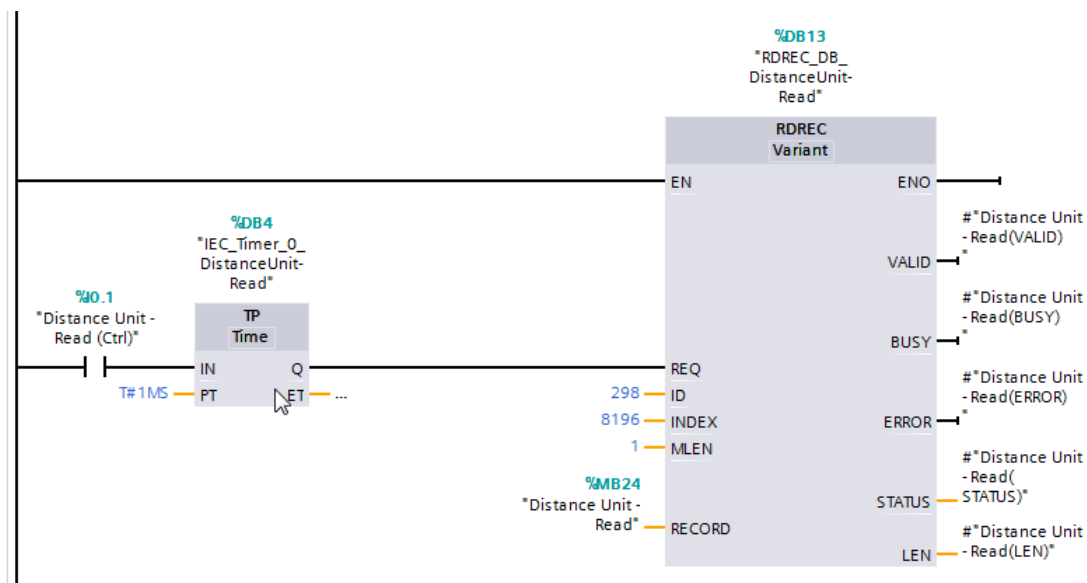 %DB13
"RDREC_DB_
DistanceUnit-
Read"
RDREC
Variant
EN
ENO
%DB4
"IEC_Timer_0_
DistanceUnit-
Read"
#"Distance Unit
- Read(VALID)
"
VALID
%I0.1
"Distance Unit -
Read (Ctrl)"
TP
Time
#"Distance Unit
- Read(BUSY)
"
BUSY
IN
Q
REQ
T#1MS
PT
ET
...
298
ID
#"Distance Unit
- Read(ERROR)
"
8196
INDEX
ERROR
1
MLEN
#"Distance Unit
- Read(
STATUS)"
%MB24
"Distance Unit -
Read"
RECORD
STATUS
#"Distance Unit
- Read(LEN)"
LEN